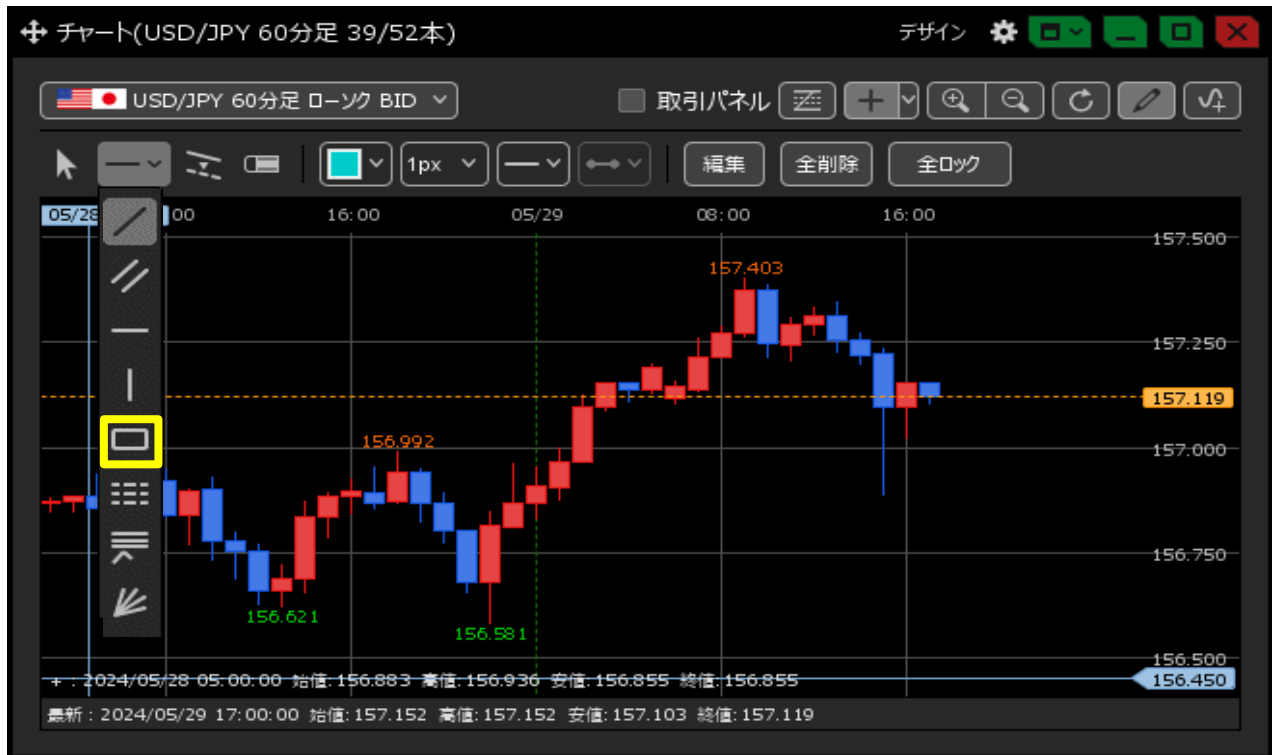 チャート(USD/JPY 60分足 39/52本) デザイン
USD/JPY 60分足 ローソク BID 取引パネル
1px 編集 全削除 全ロック
05/28 00 16:00 05/29 08:00 16:00
157.500
157.403
157.250
157.119
156.992
157.000
156.750
156.621
156.581
156.500
+ : 2024/05/28 05:00:00 始値:156.883 高値:156.936 安値:156.855 終値:156.855
156.450
最新 : 2024/05/29 17:00:00 始値:157.152 高値:157.152 安値:157.103 終値:157.119